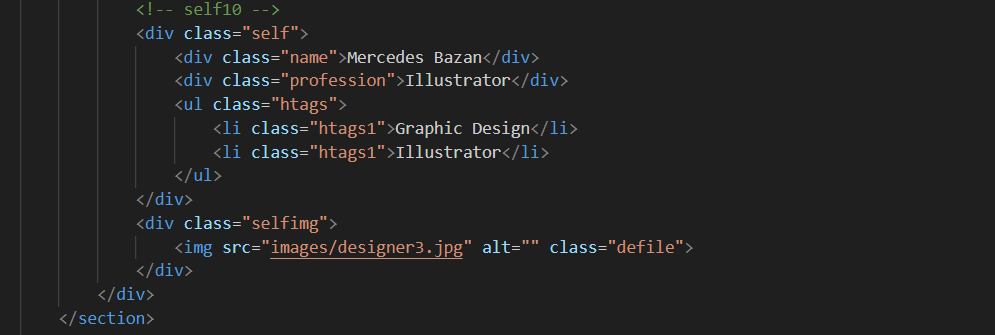 <!-- self10 -->
<div class="self">
<div class="name">Mercedes Bazan</div>
<div class="profession">Illustrator</div>
<ul class="htags">
<li class="htags1">Graphic Design</li>
<li class="htags1">Illustrator</li>
</ul>
</div>
<div class="selfimg">
<img src="images/designer3.jpg" alt="" class="defile">
</div>
</div>
</section>